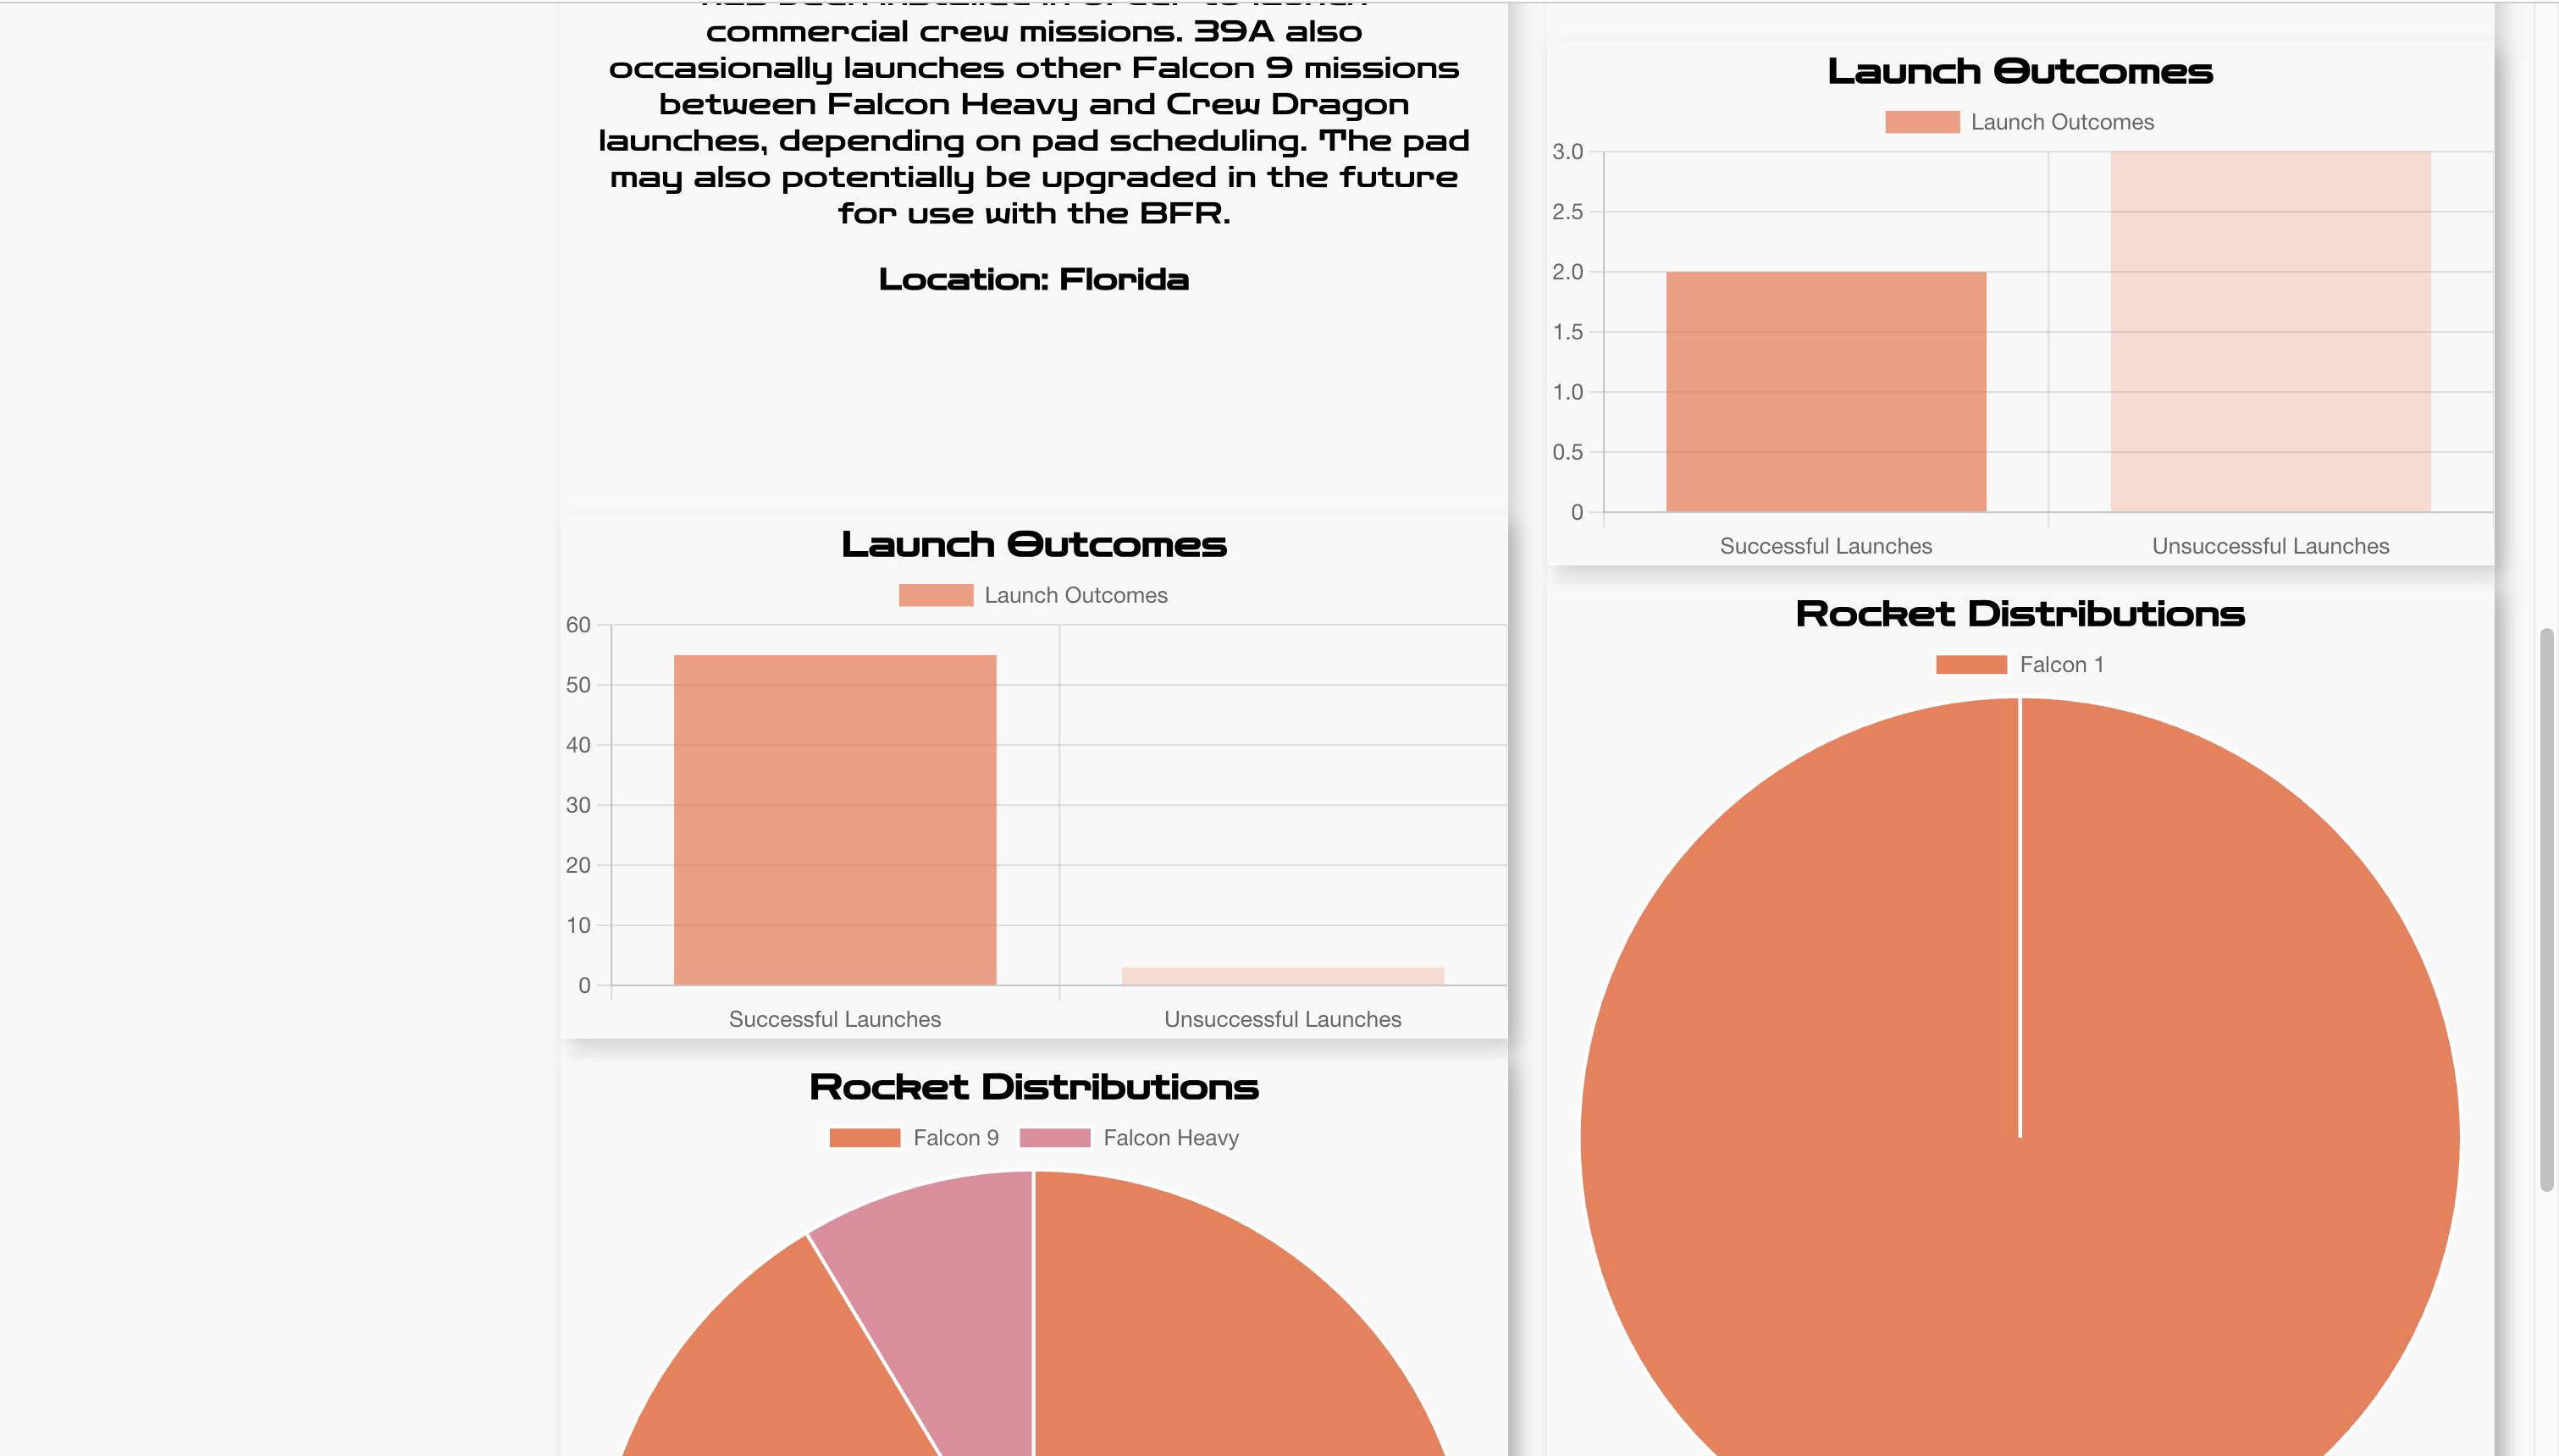 commercial crew missions. 39A also
occasionally launches other Falcon 9 missions
between Falcon Heavy and Crew Dragon
launches, depending on pad scheduling. The pad
may also potentially be upgraded in the future
for use with the BFR.
Location: Florida
Launch Outcomes
Launch Outcomes
60
50
40
30
20
10
0
Successful Launches Unsuccessful Launches
Rocket Distributions
Falcon 9 Falcon Heavy
Launch Outcomes
Launch Outcomes
3.0
2.5
2.0
1.5
1.0
0.5
0
Successful Launches Unsuccessful Launches
Rocket Distributions
Falcon 1